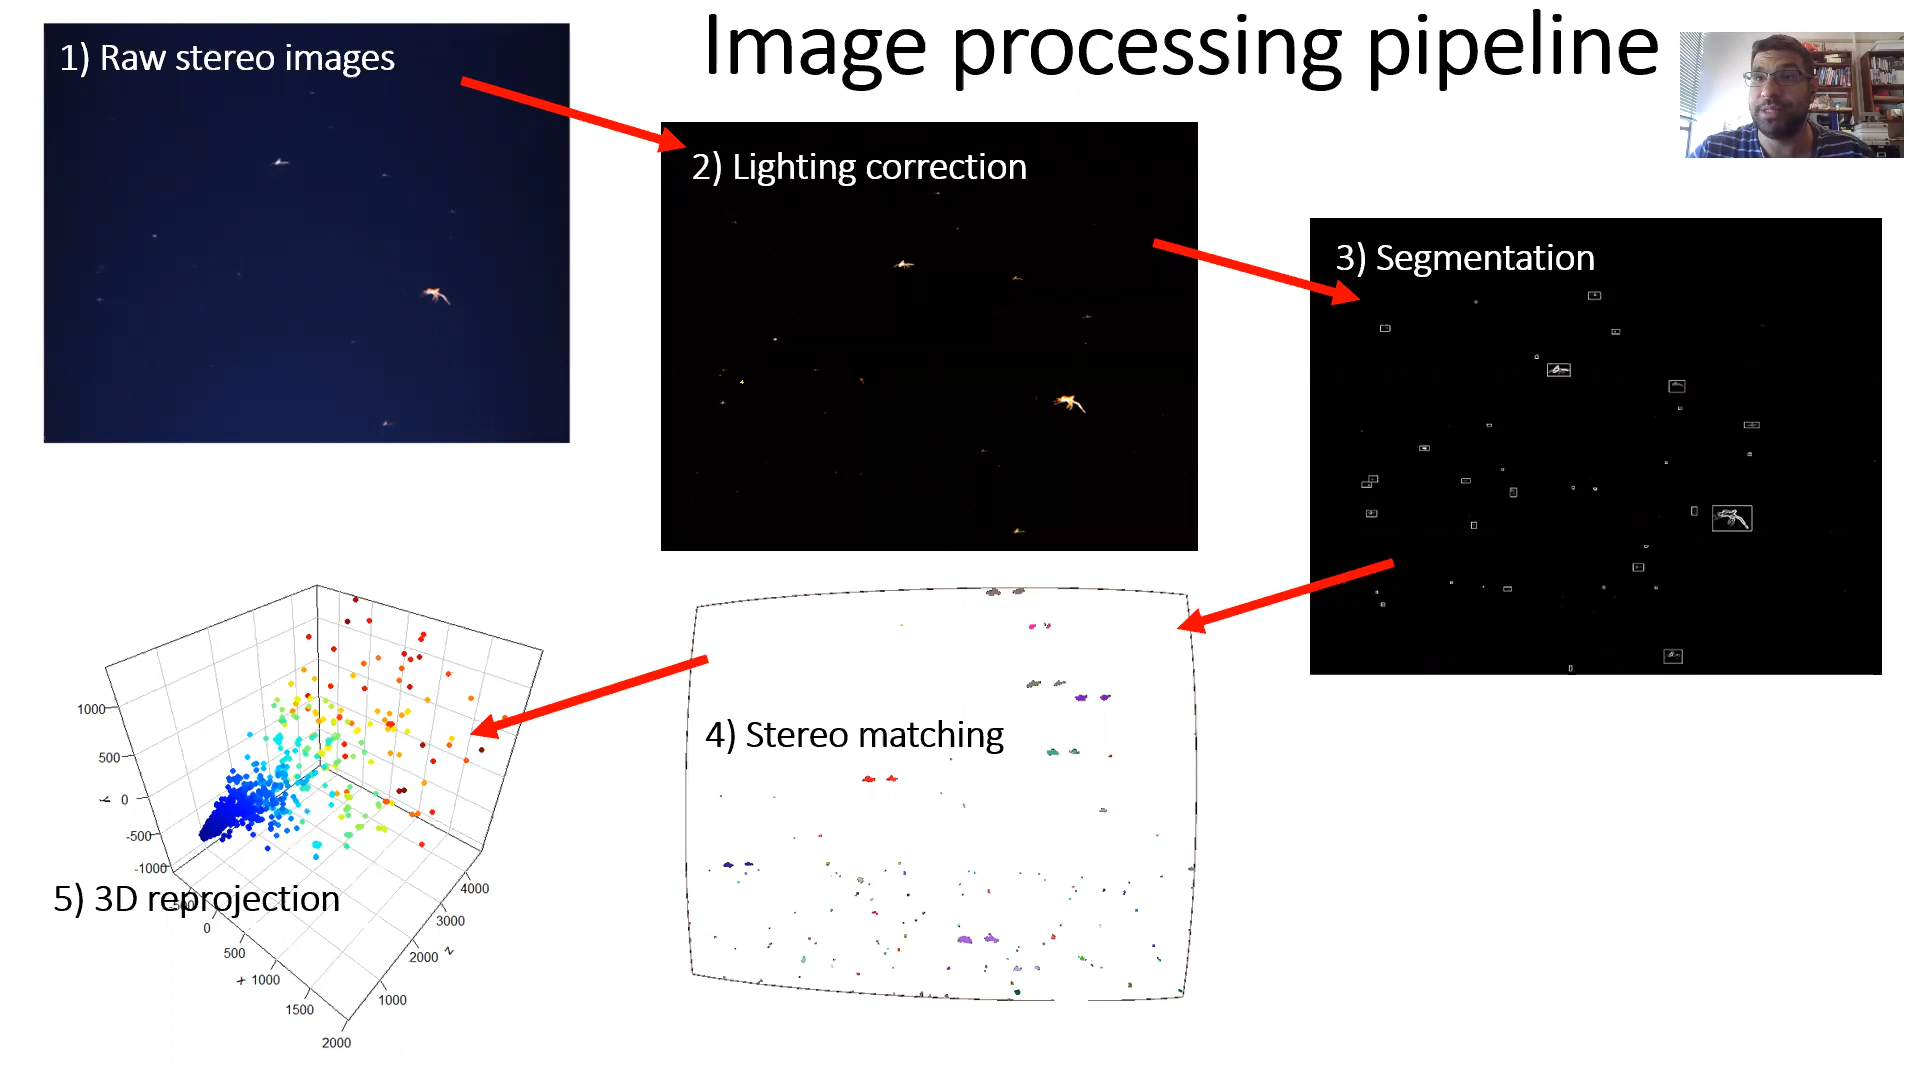 Image processing pipeline
1) Raw stereo images
2) Lighting correction
3) Segmentation
4) Stereo matching
5) 3D reprojection
1000
500
0
-500
-1000
Y
-500
0
500
1000
1500
2000
X
1000
2000
3000
4000
Z